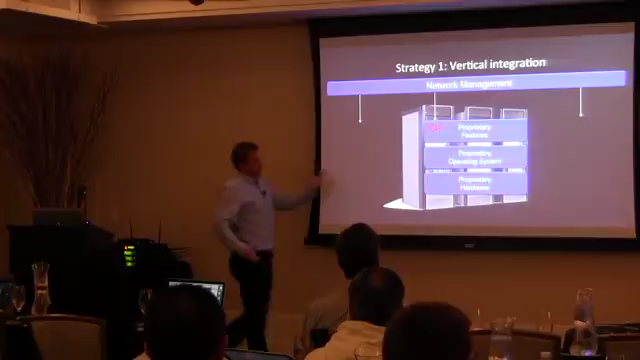 Strategy 1: Vertical integration
Network Management
Proprietary
Features
Proprietary
Operating System
Proprietary
Hardware